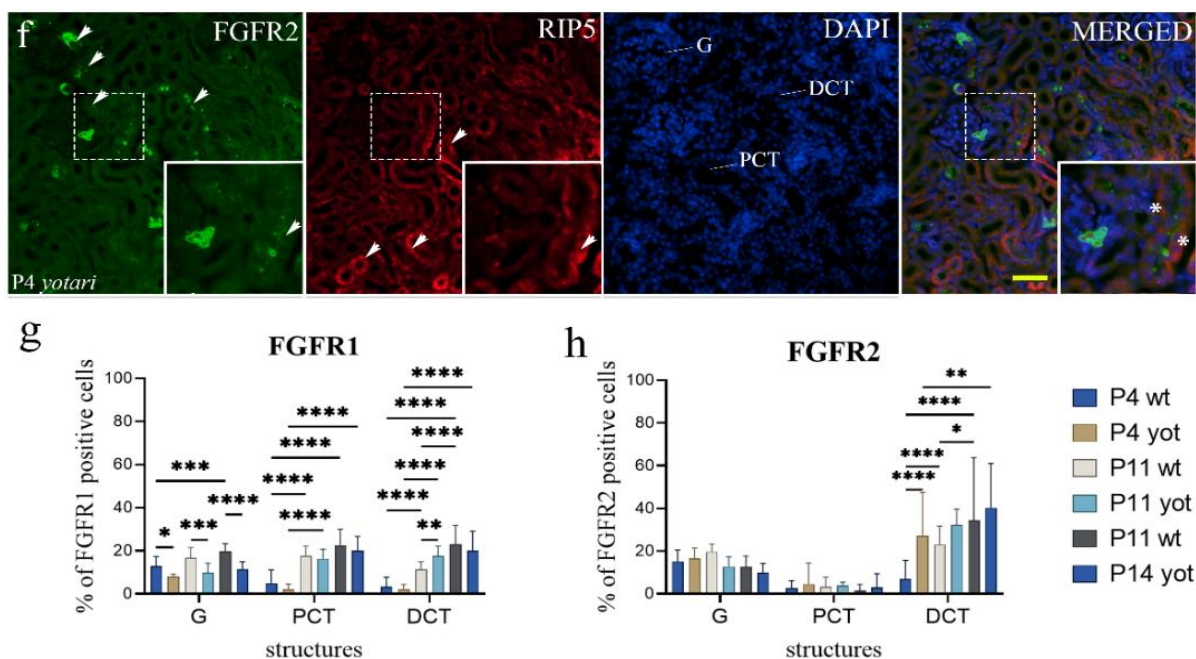 f
FGFR2
RIP5
DAPI
MERGED
G
DCT
PCT
*
*
P4 yotari
g
FGFR1
% of FGFR1 positive cells
100
80
60
40
20
0
****
****
****
****
****
***
****
****
****
****
*
***
****
**
G PCT DCT
structures
h
FGFR2
% of FGFR2 positive cells
100
80
60
40
20
0
**
****
*
****
****
G PCT DCT
structures
P4 wt
P4 yot
P11 wt
P11 yot
P11 wt
P14 yot